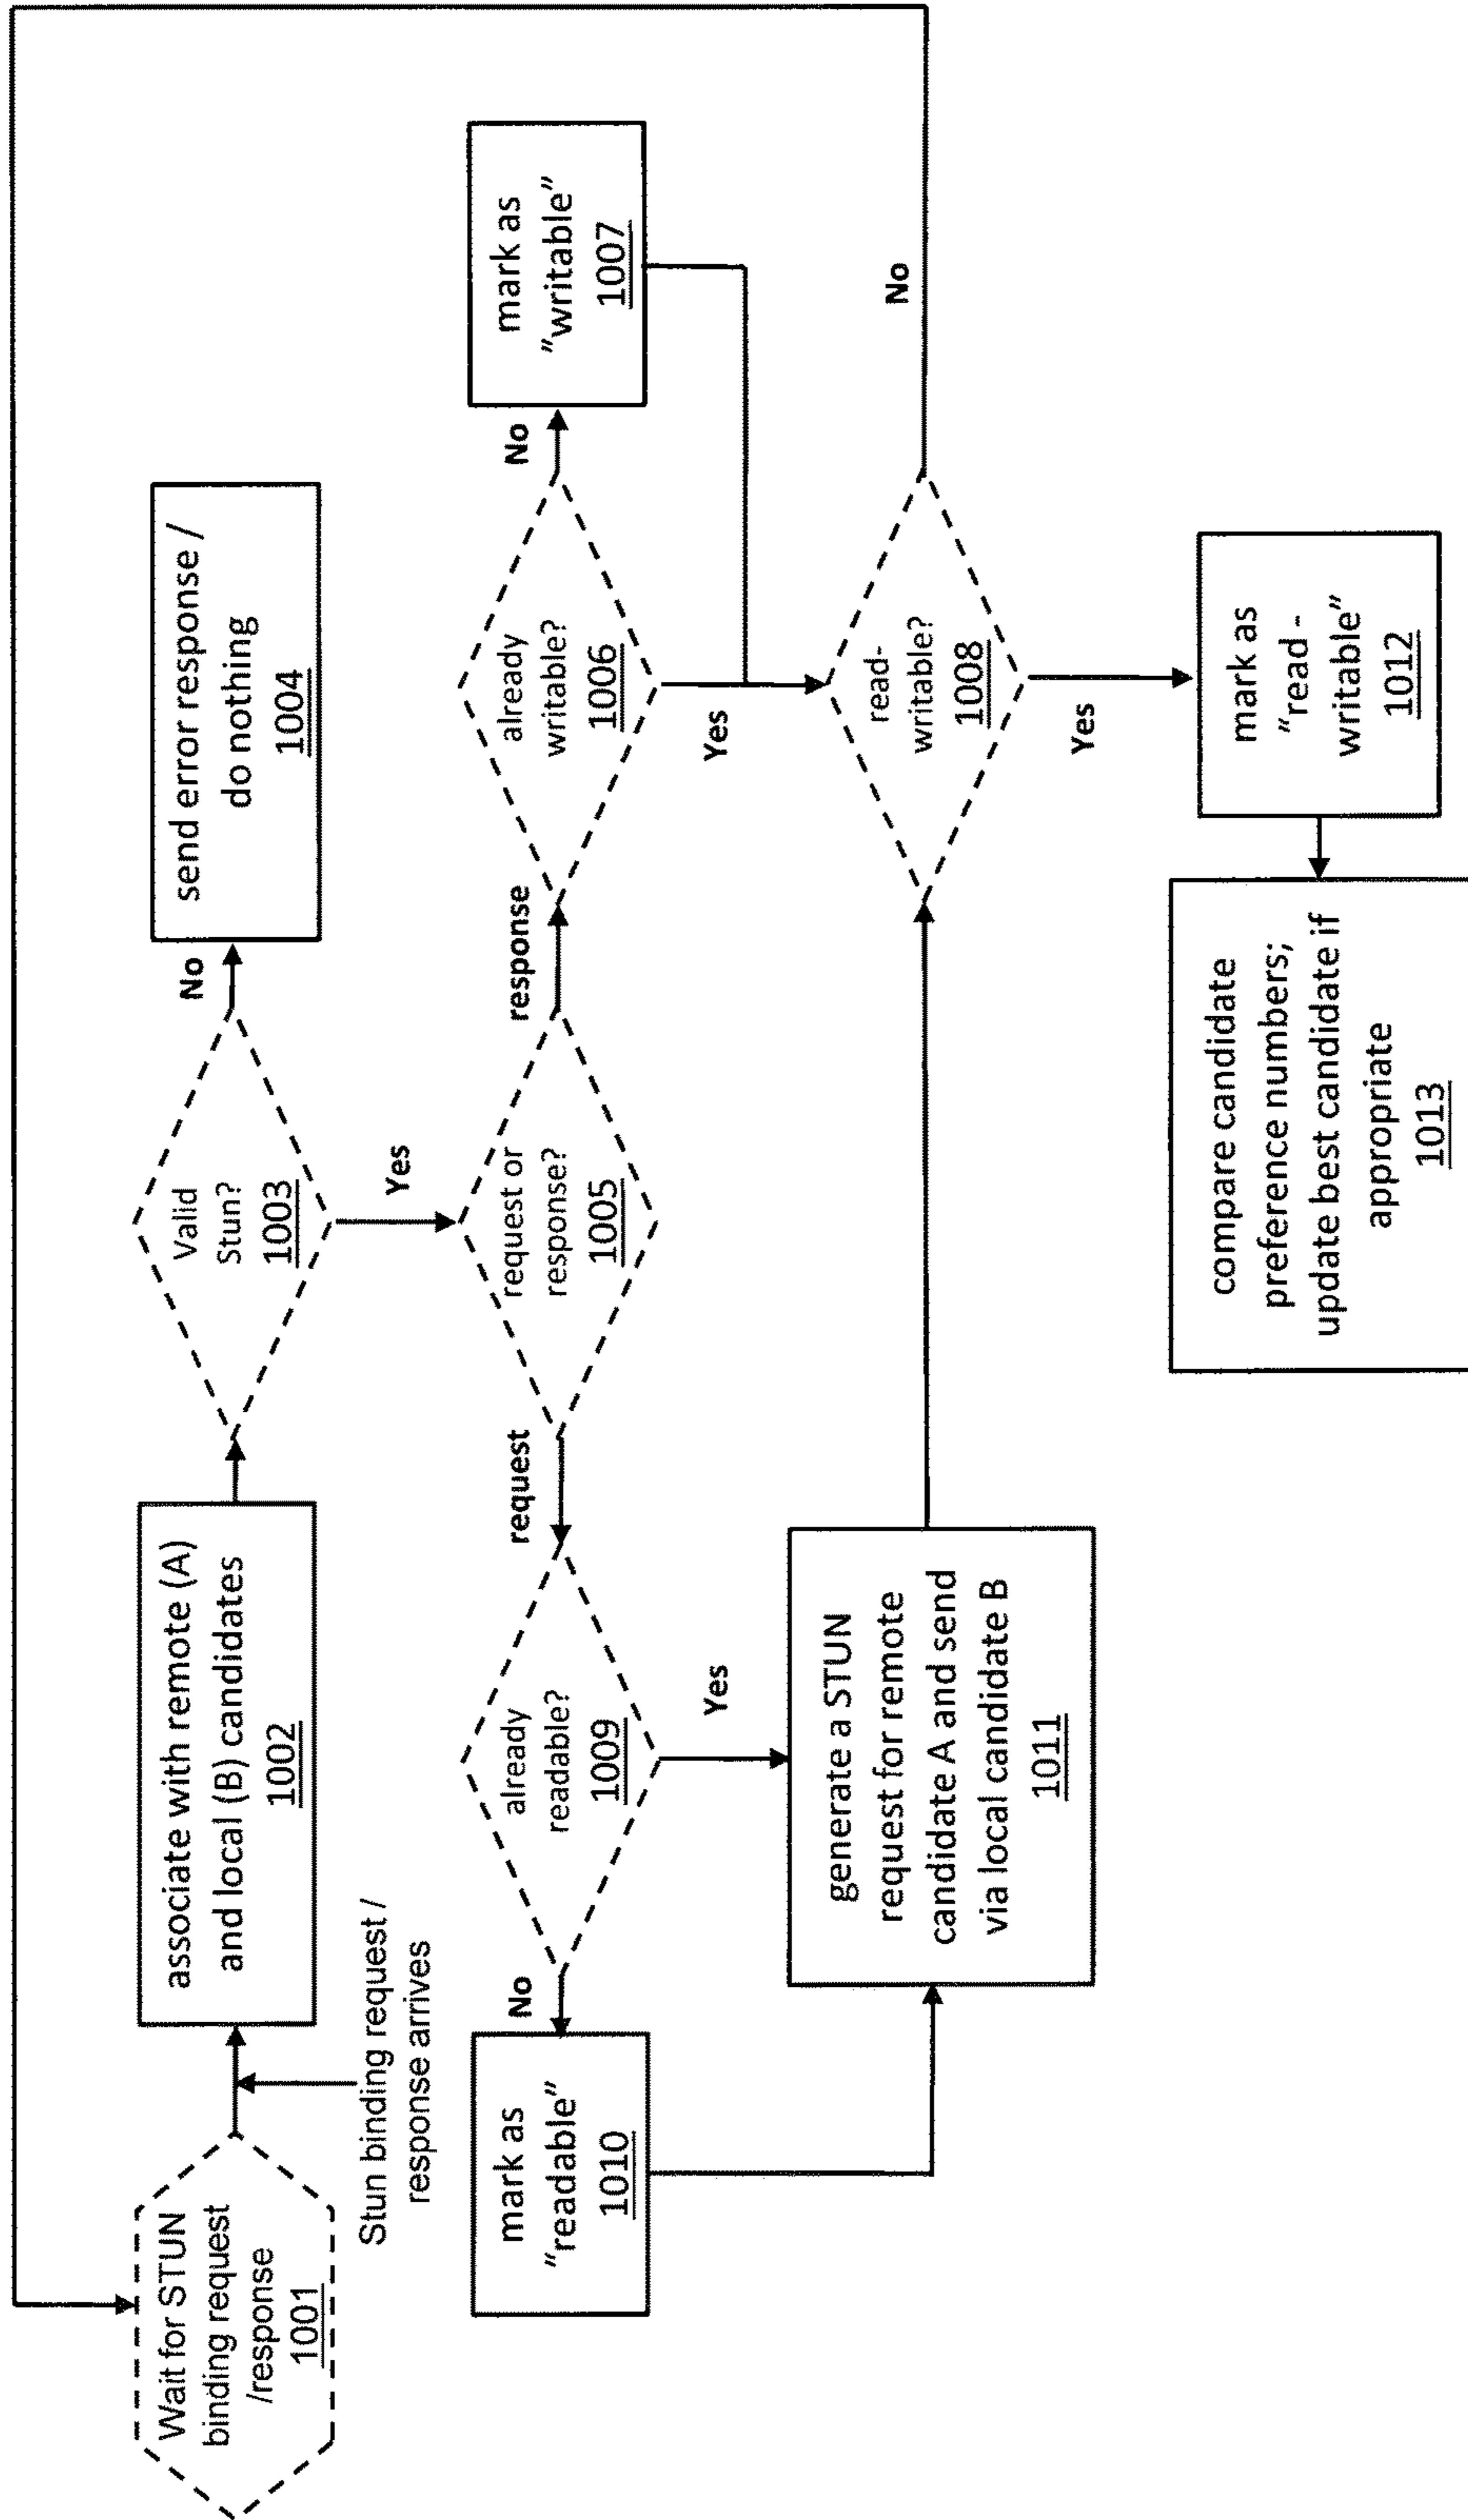 Wait for STUN
binding request
/response
1001
Stun binding request /
response arrives
associate with remote (A)
and local (B) candidates
1002
Valid
Stun?
1003
No
send error response /
do nothing
1004
Yes
request or
response?
1005
response
already
writable?
1006
No
mark as
"writable"
1007
Yes
request
already
readable?
1009
No
mark as
"readable"
1010
Yes
generate a STUN
request for remote
candidate A and send
via local candidate B
1011
read-
writable?
1008
No
Yes
mark as
"read -
writable"
1012
compare candidate
preference numbers;
update best candidate if
appropriate
1013